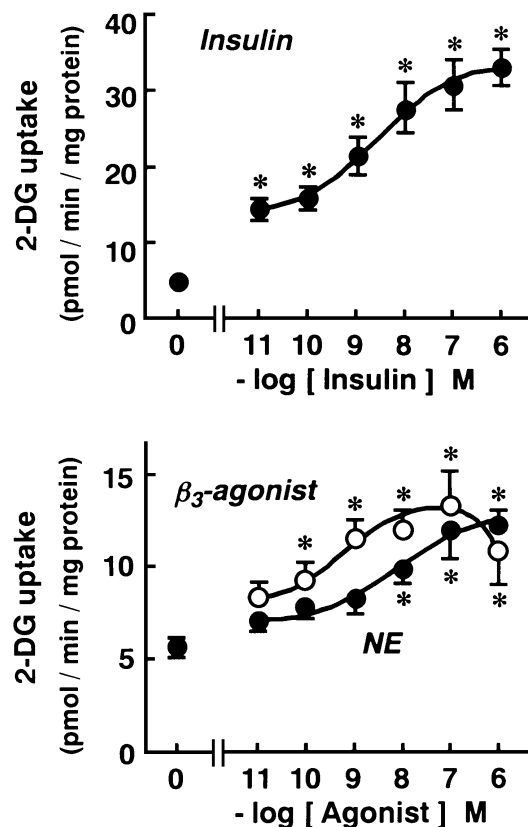 40
Insulin
* * * * * *
30
20
10
0
2-DG uptake
(pmol / min / mg protein)
0 11 10 9 8 7 6
- log [ Insulin ] M
15
β3-agonist
* * * * *
10
* * *
NE
5
0
2-DG uptake
(pmol / min / mg protein)
0 11 10 9 8 7 6
- log [ Agonist ] M